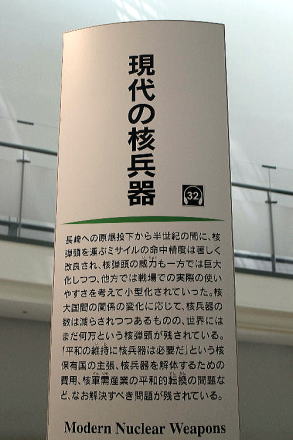 現代の核兵器
32
長崎への原爆投下から半世紀の間に、核
弾頭を運ぶミサイルの命中精度は著しく
改良され、核弾頭の威力も一方では巨大
化しつつ、他方では戦場での実際の使い
やすさを考えて小型化されていった。核
大国間の関係の変化に応じて、核兵器の
数は減らされつつあるものの、世界には
まだ何万という核弾頭が残されている。
「平和の維持に核兵器は必要だ」という核
保有国の主張、核兵器を解体するための
費用、核軍需産業の平和的転換の問題な
ど、なお解決すべき問題が残されている。
Modern Nuclear Weapons